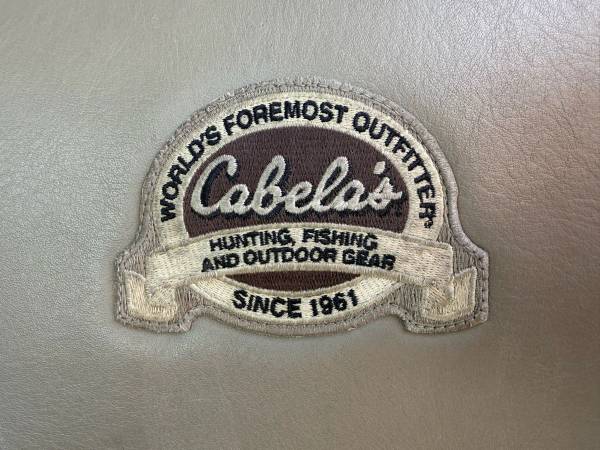 WORLD'S FOREMOST OUTFITTER®
Cabela's
HUNTING, FISHING
AND OUTDOOR GEAR
SINCE 1961